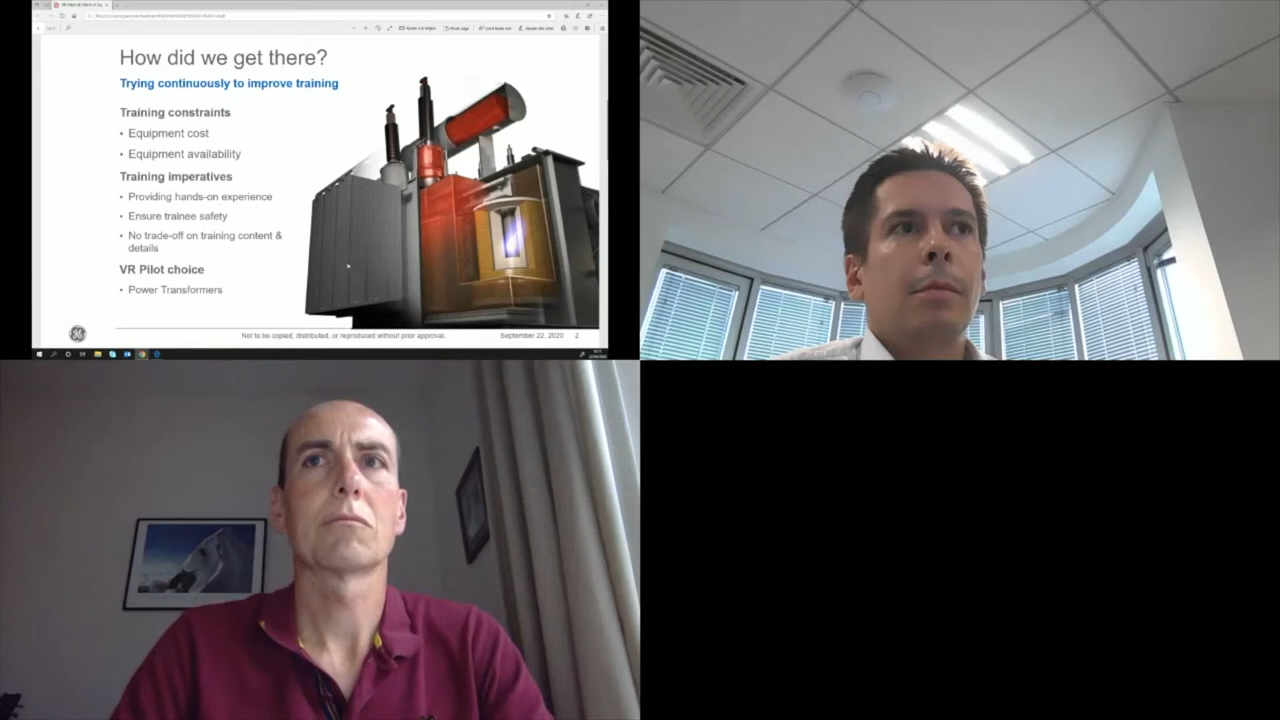 How did we get there?
Trying continuously to improve training
Training constraints
• Equipment cost
• Equipment availability
Training imperatives
• Providing hands-on experience
• Ensure trainee safety
• No trade-off on training content &
details
VR Pilot choice
• Power Transformers
Not to be copied, distributed, or reproduced without prior approval.
September 22, 2020 2